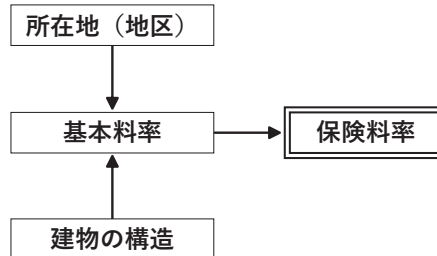 所在地（地区）
基本料率
保険料率
建物の構造